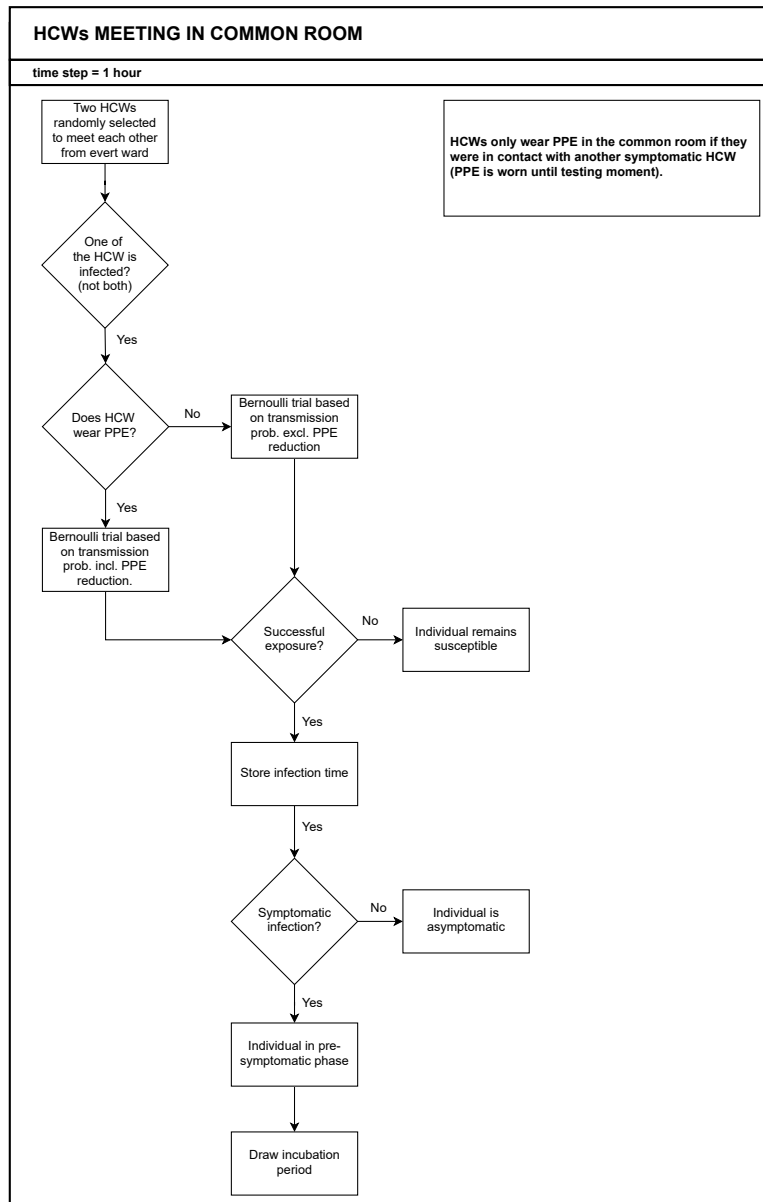 HCWs MEETING IN COMMON ROOM
time step = 1 hour
Two HCWs
randomly selected
to meet each other
from evert ward
HCWs only wear PPE in the common room if they
were in contact with another symptomatic HCW
(PPE is worn until testing moment).
One of
the HCW is
infected?
(not both)
Yes
Does HCW
wear PPE?
No
Bernoulli trial based
on transmission
prob. excl. PPE
reduction
Yes
Bernoulli trial based
on transmission
prob. incl. PPE
reduction.
Successful
exposure?
No
Individual remains
susceptible
Yes
Store infection time
Yes
Symptomatic
infection?
No
Individual is
asymptomatic
Yes
Individual in pre-
symptomatic phase
Draw incubation
period